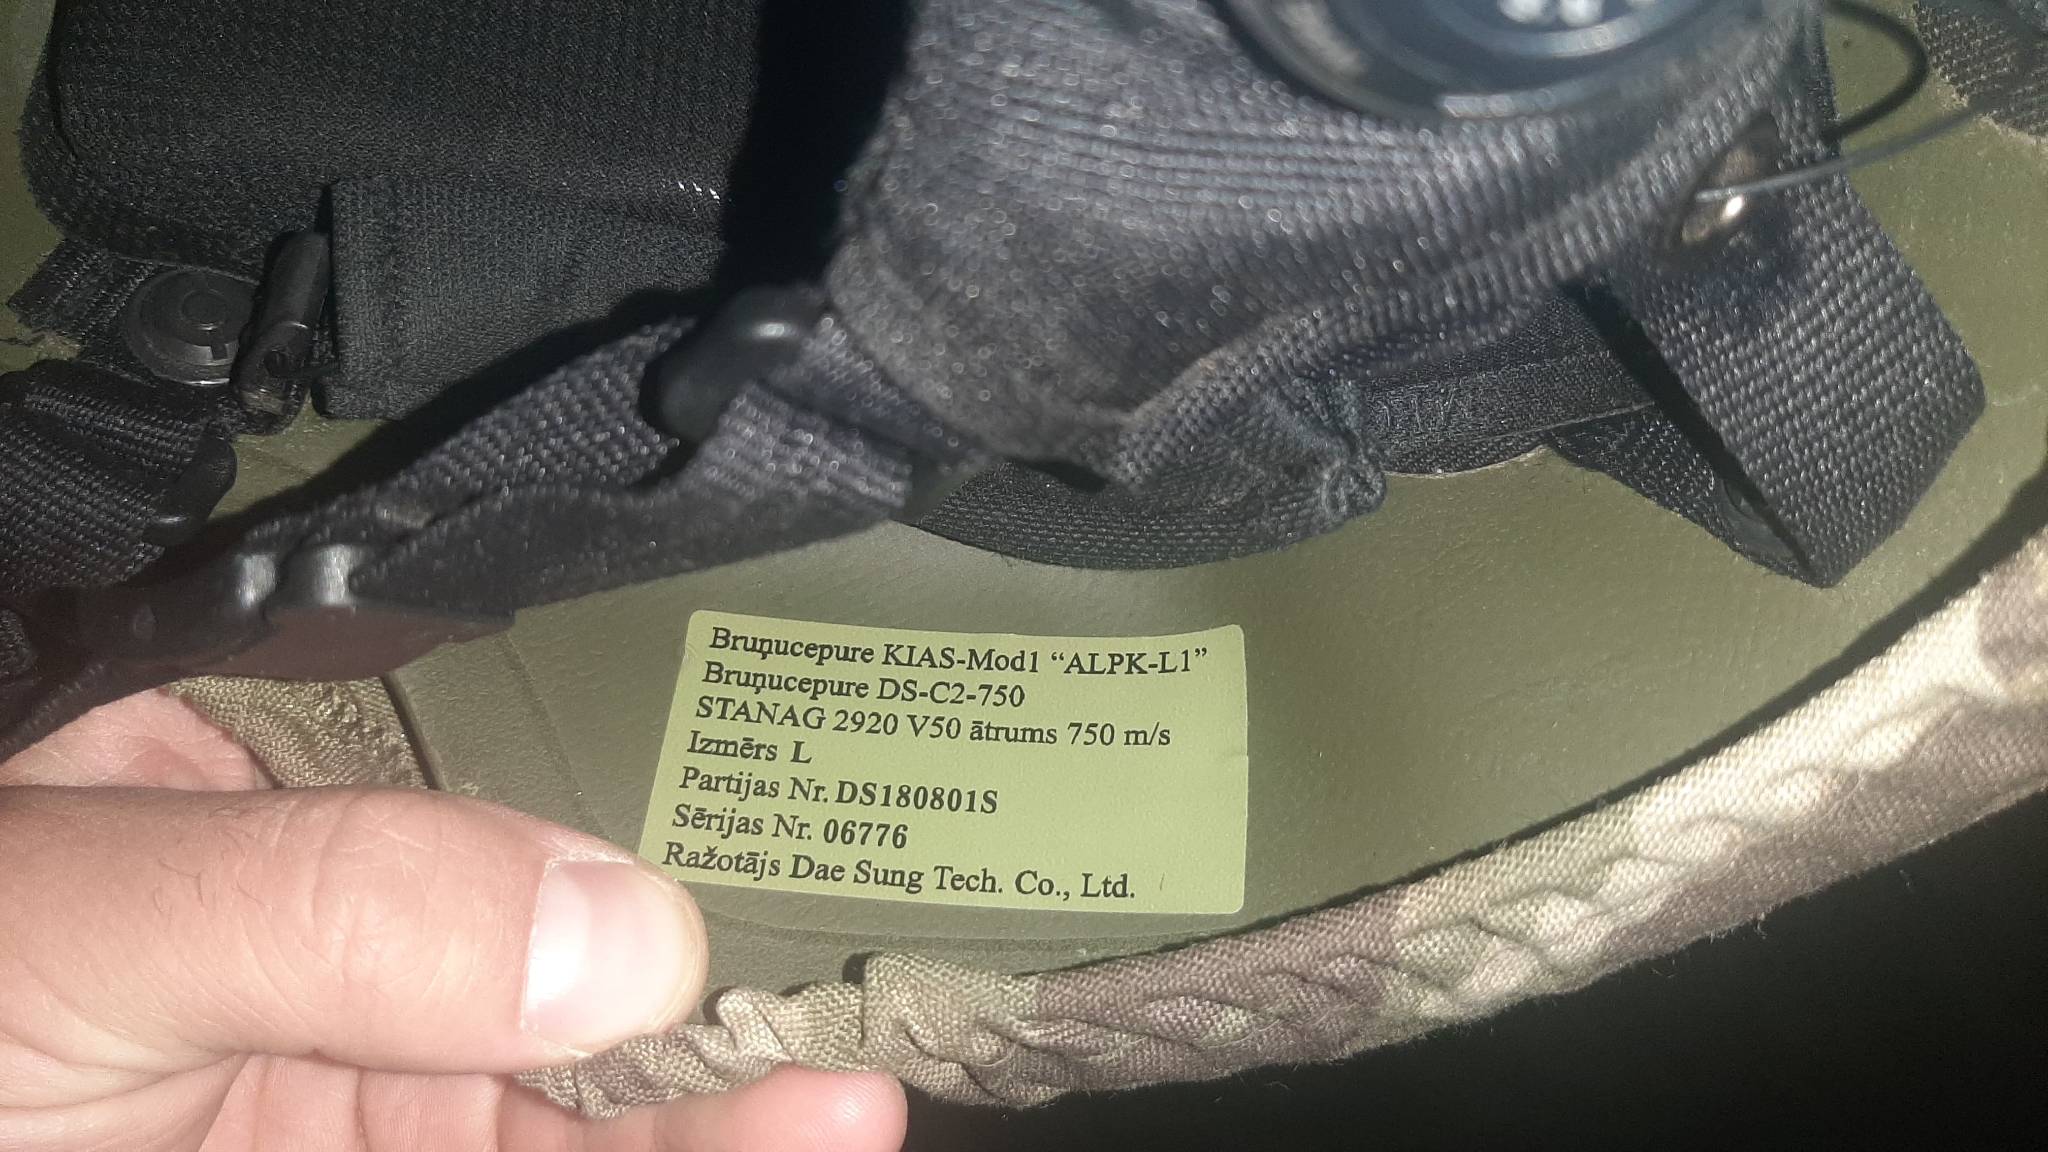 Bruņucepure KIAS-Mod1 “ALPK-L1”
Bruņucepure DS-C2-750
STANAG 2920 V50 ātrums 750 m/s
Izmērs L
Partijas Nr. DS180801S
Sērijas Nr. 06776
Ražotājs Dae Sung Tech. Co., Ltd.